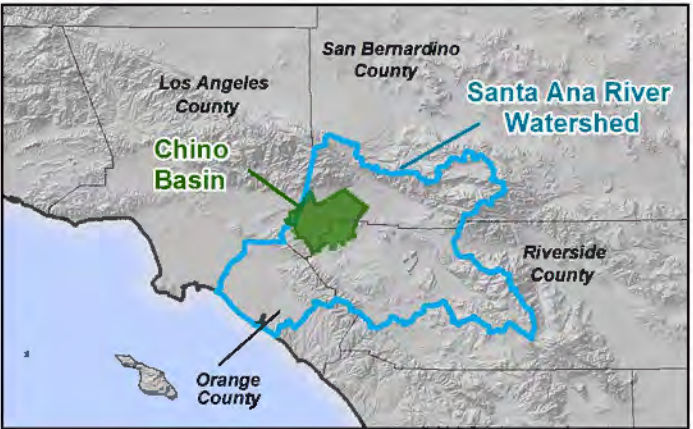 San Bernardino
County
Los Angeles
County
Santa Ana River
Watershed
Chino
Basin
Riverside
County
Orange
County